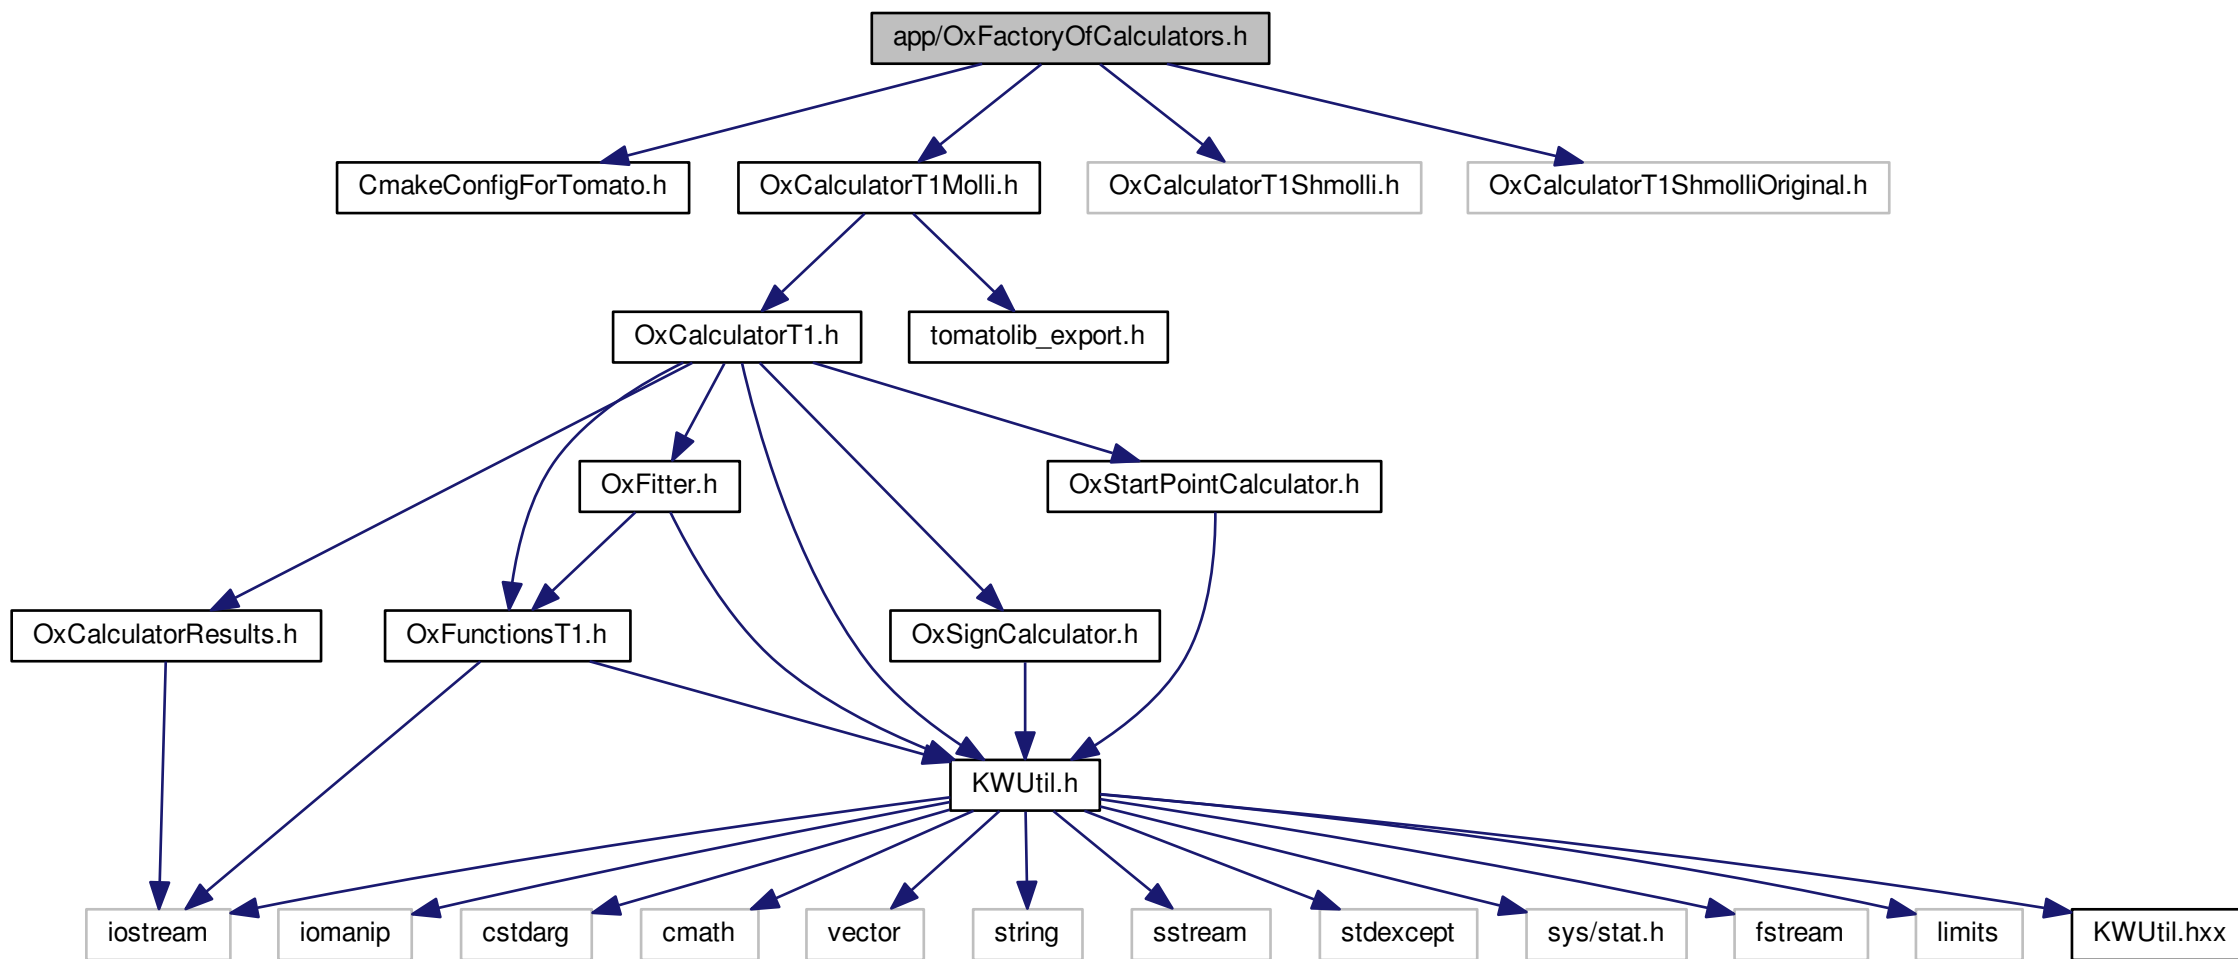 app/OxFactoryOfCalculators.h
CmakeConfigForTomato.h
OxCalculatorT1Molli.h
OxCalculatorT1Shmolli.h
OxCalculatorT1ShmolliOriginal.h
OxCalculatorT1.h
tomatolib_export.h
OxFitter.h
OxStartPointCalculator.h
OxCalculatorResults.h
OxFunctionsT1.h
OxSignCalculator.h
KWUtil.h
iostream
iomanip
cstdarg
cmath
vector
string
sstream
stdexcept
sys/stat.h
fstream
limits
KWUtil.hxx